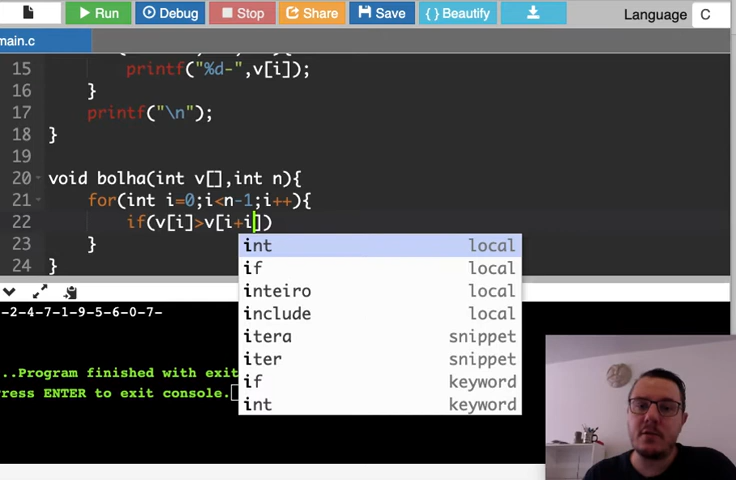 Run Debug Stop Share Save { } Beautify Language C
main.c
15 printf("%d-",v[i]);
16 }
17 printf("\n");
18 }
19
20 void bolha(int v[],int n){
21 for(int i=0;i<n-1;i++){
22 if(v[i]>v[i+i])
23 }
24 }
int local
if local
inteiro local
include local
itera snippet
iter snippet
if keyword
int keyword
-2-4-7-1-9-5-6-0-7-
...Program finished with exit
ress ENTER to exit console.